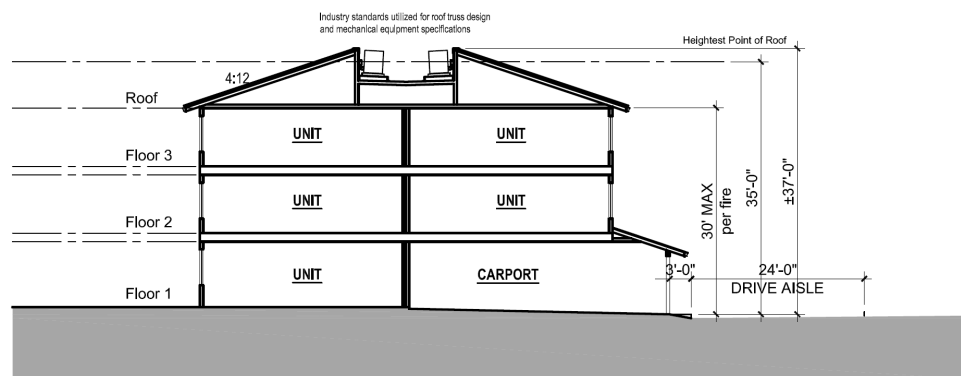 Industry standards utilized for roof truss design
and mechanical equipment specifications
Heightest Point of Roof
4:12
Roof
UNIT
UNIT
Floor 3
UNIT
UNIT
Floor 2
UNIT
CARPORT
Floor 1
30' MAX
per fire
35'-0"
±37'-0"
3'-0"
24'-0"
DRIVE AISLE